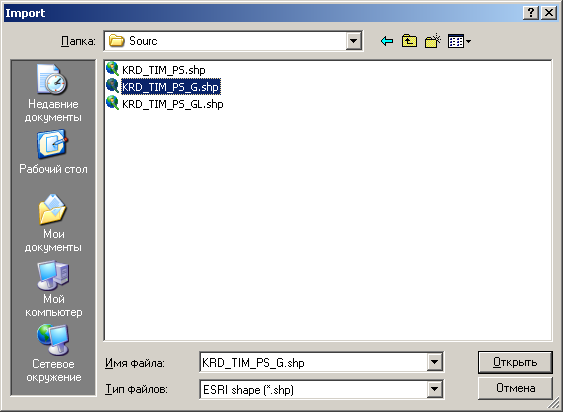 Import
Папка:
Sourc
KRD_TIM_PS.shp
KRD_TIM_PS_G.shp
KRD_TIM_PS_GL.shp
Недавние
документы
Рабочий стол
Мои
документы
Мой
компьютер
Сетевое
окружение
Имя файла:
KRD_TIM_PS_G.shp
Открыть
Тип файлов:
ESRI shape (*.shp)
Отмена